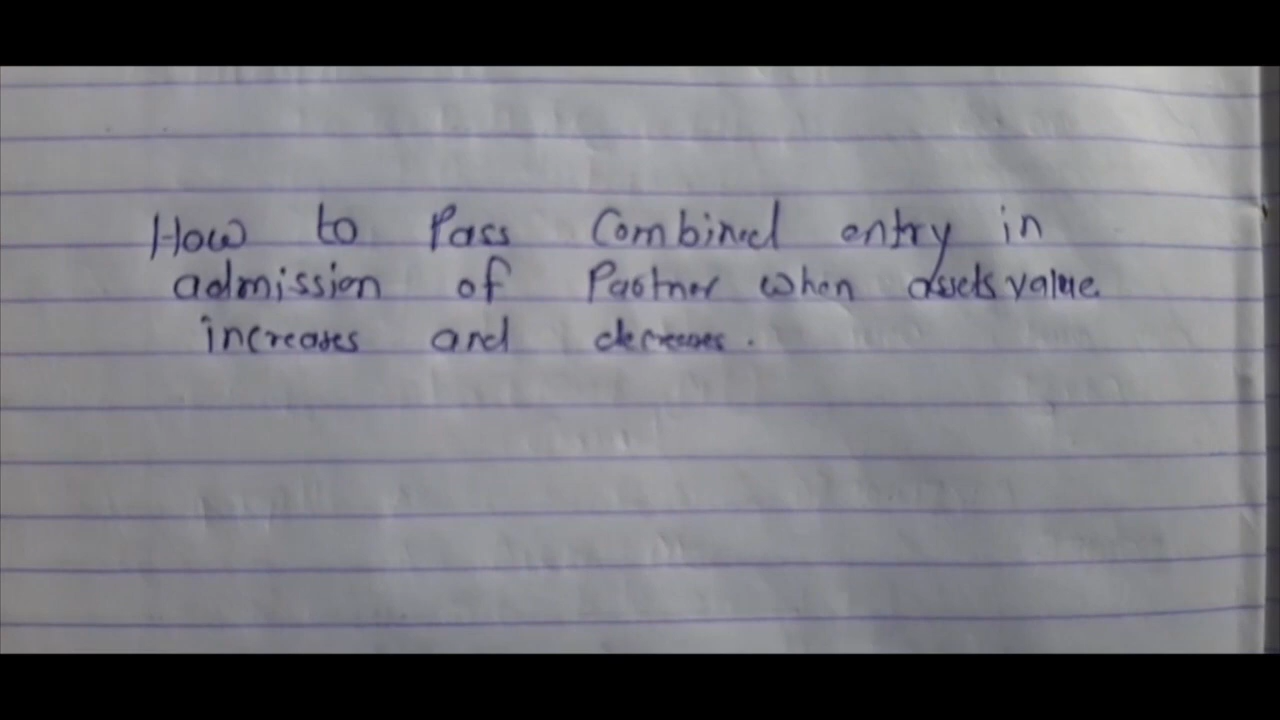 How to Pass Combined entry in
admission of Partner when assets value
increases and decreases.